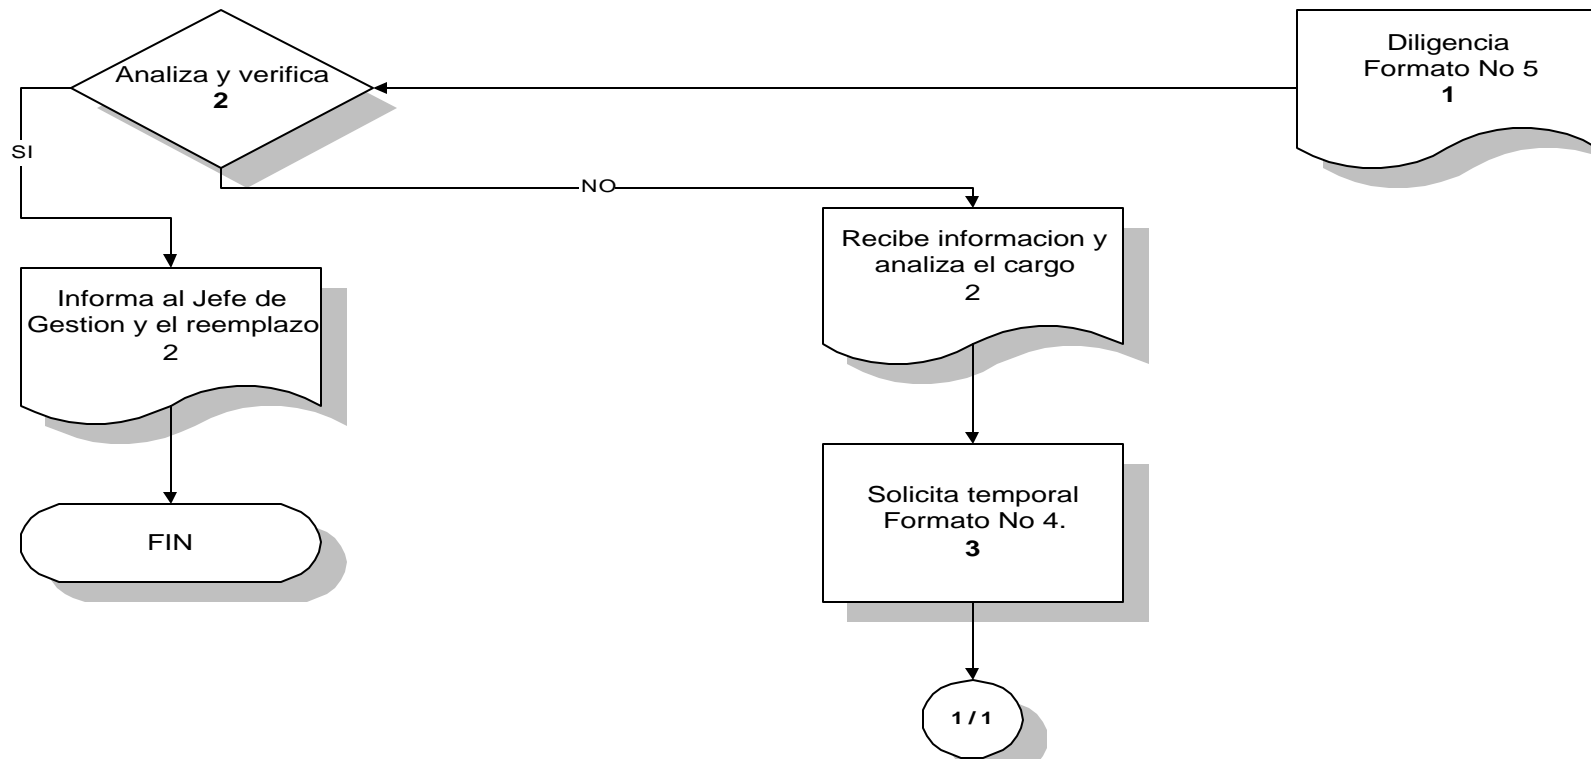 Analiza y verifica
2
Diligencia
Formato No 5
1
SI
NO
Informa al Jefe de
Gestion y el reemplazo
2
Recibe informacion y
analiza el cargo
2
FIN
Solicita temporal
Formato No 4.
3
1 / 1